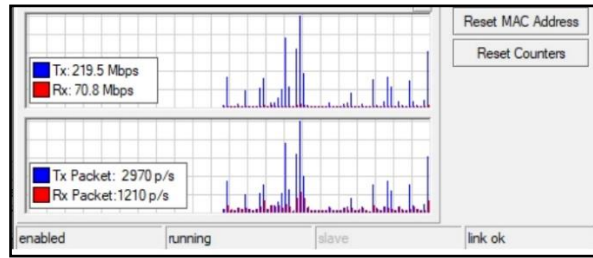 Reset MAC Address
Reset Counters
Tx: 219.5 Mbps
Rx: 70.8 Mbps
Tx Packet: 2970 p/s
Rx Packet:1210 p/s
enabled running slave link ok